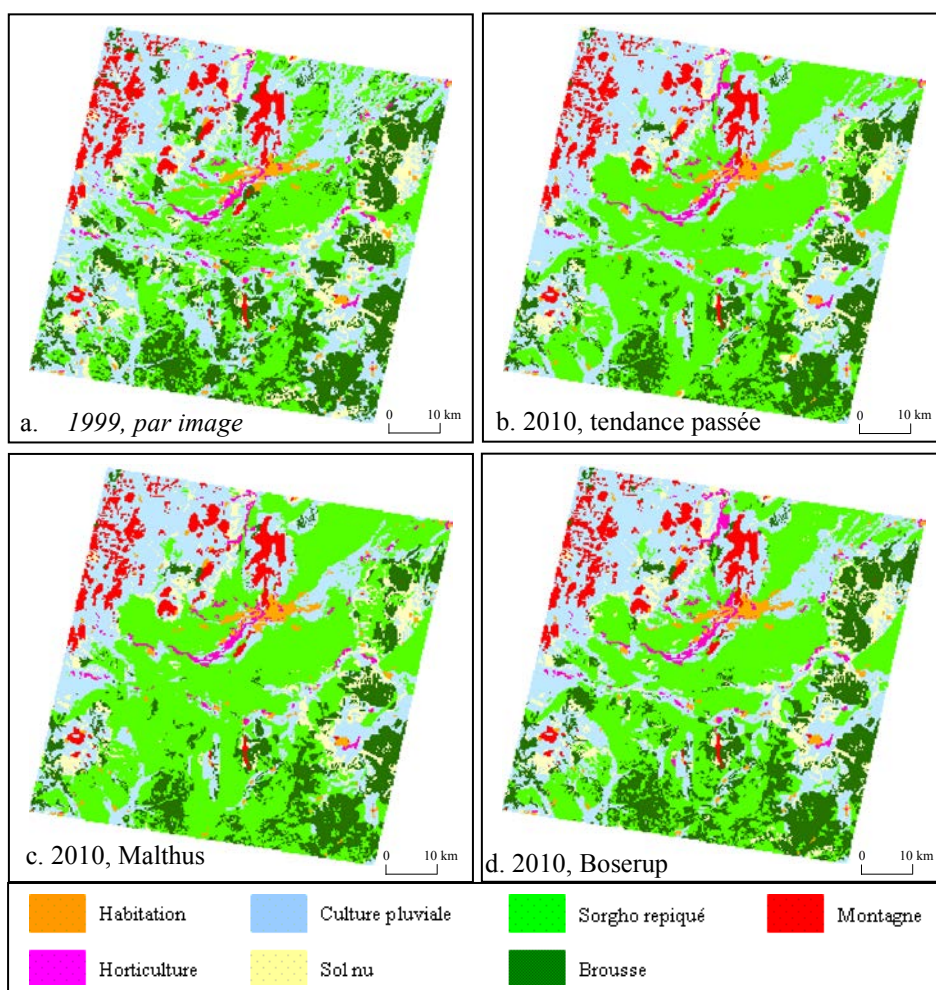 a. 1999, par image
0 10 km
b. 2010, tendance passée
0 10 km
c. 2010, Malthus
0 10 km
d. 2010, Boserup
0 10 km
Habitation
Culture pluviale
Sorgho repiqué
Montagne
Horticulture
Sol nu
Brousse